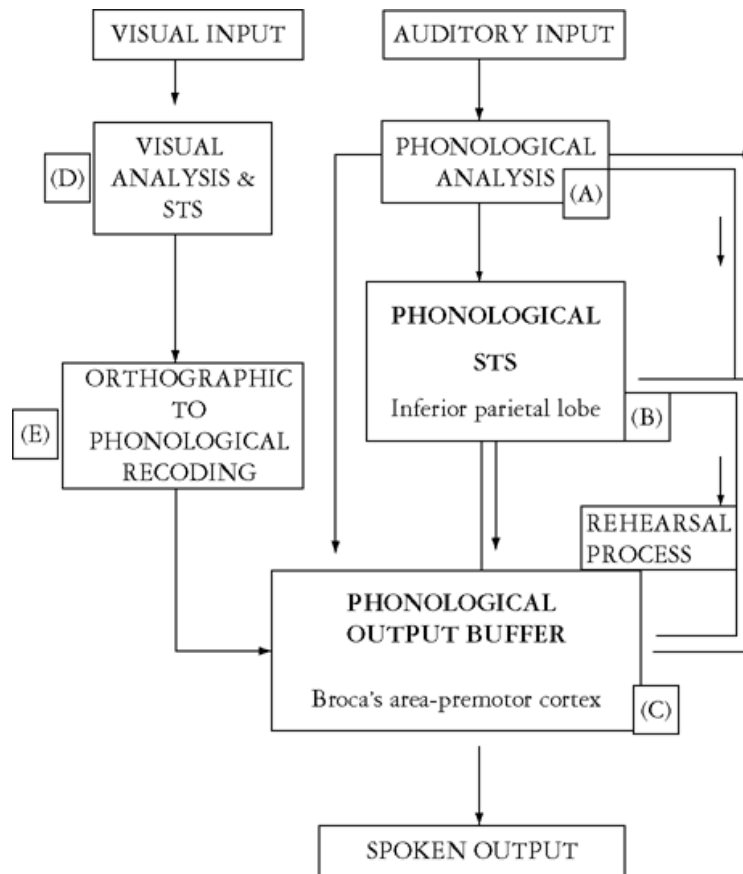 VISUAL INPUT
AUDITORY INPUT
(D)
VISUAL
ANALYSIS &
STS
PHONOLOGICAL
ANALYSIS
(A)
PHONOLOGICAL
STS
Inferior parietal lobe
(B)
(E)
ORTHOGRAPHIC
TO
PHONOLOGICAL
RECODING
REHEARSAL
PROCESS
PHONOLOGICAL
OUTPUT BUFFER
Broca's area-premotor cortex
(C)
SPOKEN OUTPUT